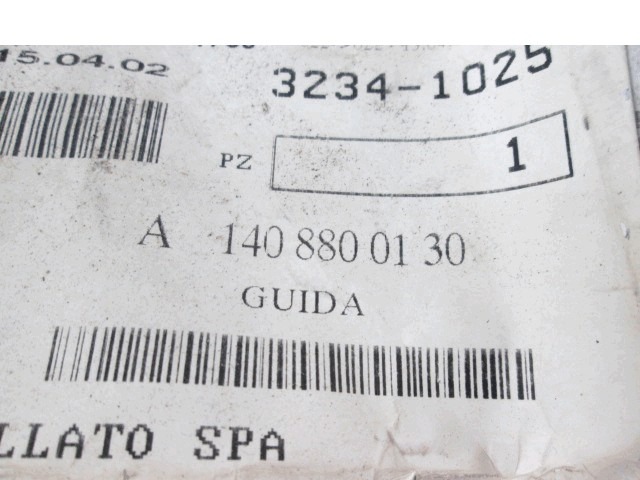 15.04.02
3234-1025
PZ 1
A 140 880 01 30
GUIDA
LLATO SPA